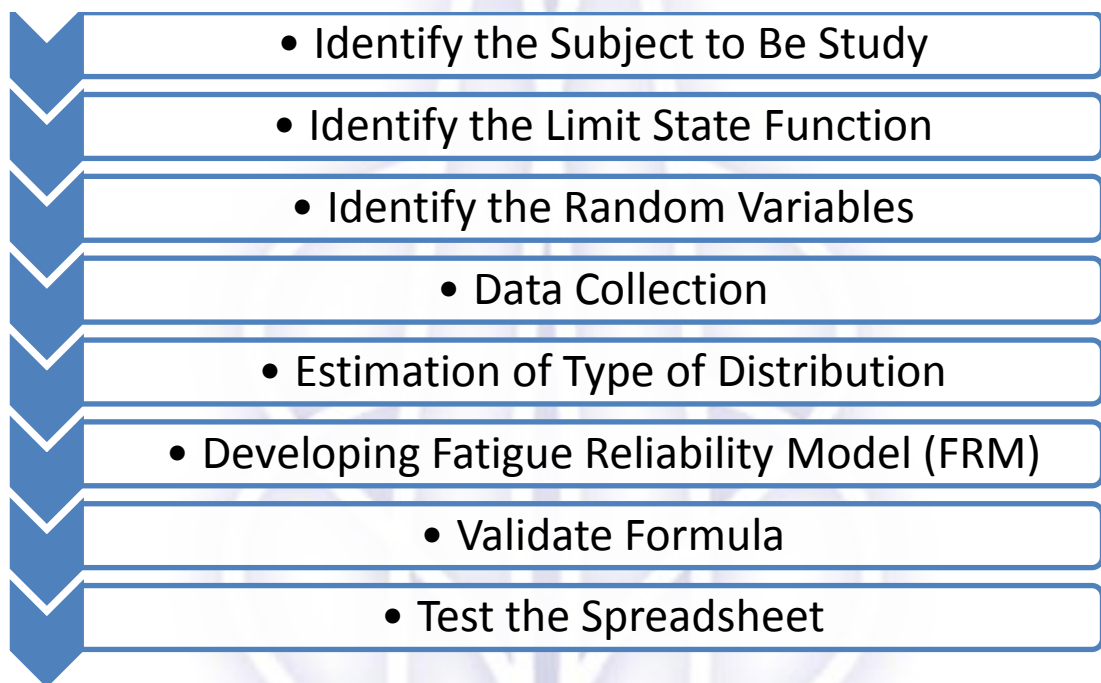 • Identify the Subject to Be Study
• Identify the Limit State Function
• Identify the Random Variables
• Data Collection
• Estimation of Type of Distribution
• Developing Fatigue Reliability Model (FRM)
• Validate Formula
• Test the Spreadsheet